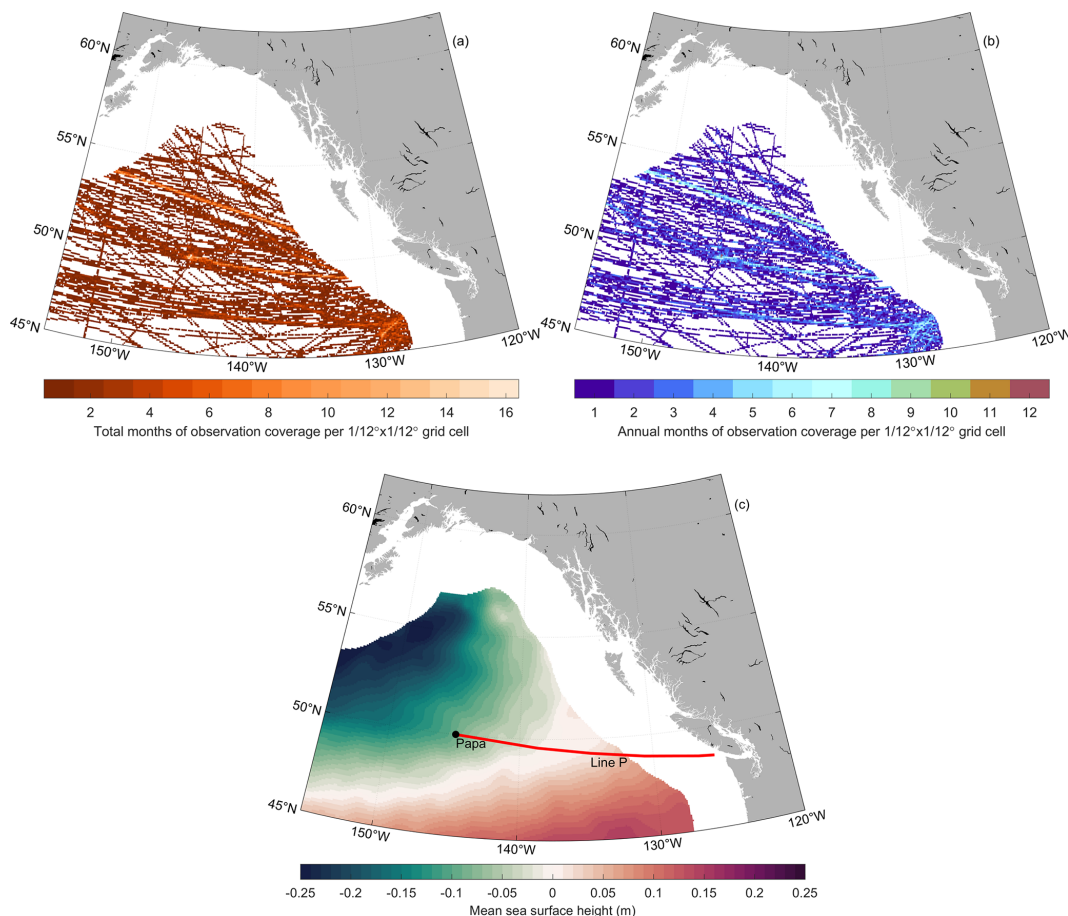 (a)
60°N
55°N
50°N
45°N
150°W
140°W
130°W
120°W
2 4 6 8 10 12 14 16
Total months of observation coverage per 1/12°x1/12° grid cell
(b)
60°N
55°N
50°N
45°N
150°W
140°W
130°W
120°W
1 2 3 4 5 6 7 8 9 10 11 12
Annual months of observation coverage per 1/12°x1/12° grid cell
(c)
60°N
55°N
50°N
Papa
Line P
45°N
150°W
140°W
130°W
120°W
-0.25 -0.2 -0.15 -0.1 -0.05 0 0.05 0.1 0.15 0.2 0.25
Mean sea surface height (m)